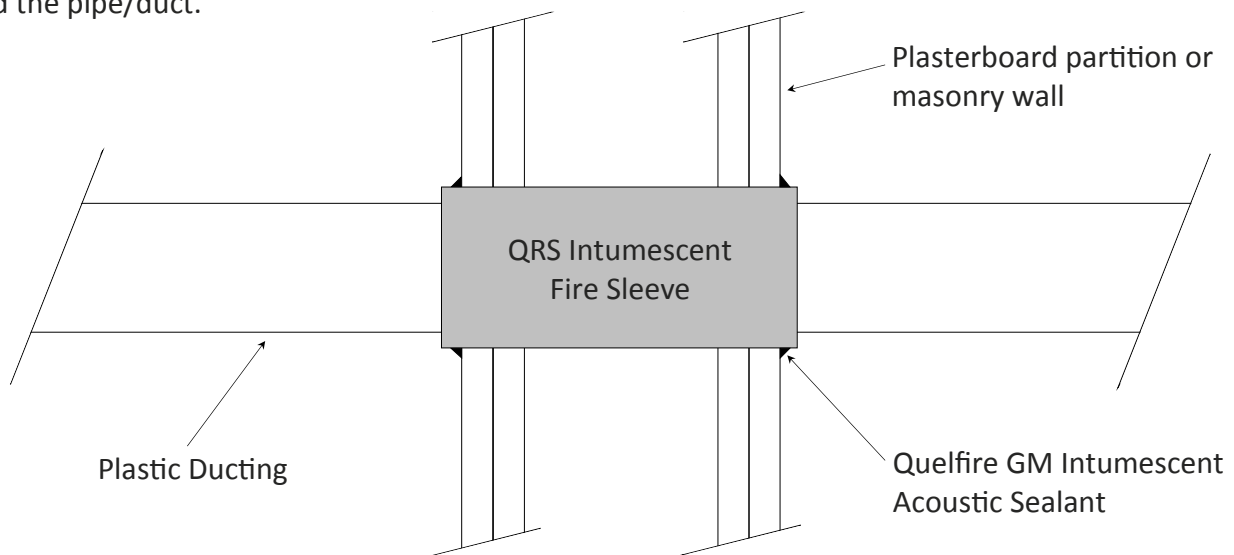 d the pipe/duct.
Plasterboard partition or
masonry wall
QRS Intumescent
Fire Sleeve
Plastic Ducting
Quelfire GM Intumescent
Acoustic Sealant